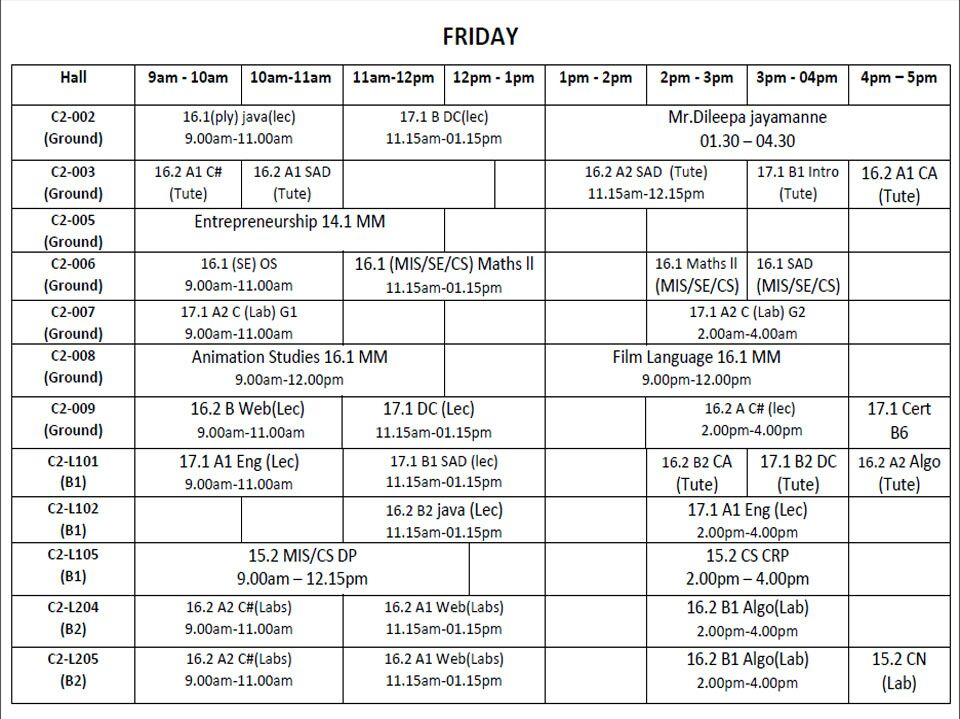 FRIDAY
Hall 9am - 10am 10am-11am 11am-12pm 12pm - 1pm 1pm - 2pm 2pm - 3pm 3pm - 04pm 4pm – 5pm
C2-002 16.1(ply) java(lec) 17.1 B DC(lec) Mr.Dileepa jayamanne
(Ground) 9.00am-11.00am 11.15am-01.15pm 01.30 – 04.30
C2-003 16.2 A1 C# 16.2 A1 SAD 16.2 A2 SAD (Tute) 17.1 B1 Intro 16.2 A1 CA
(Ground) (Tute) (Tute) 11.15am-12.15pm (Tute) (Tute)
C2-005 Entrepreneurship 14.1 MM
(Ground)
C2-006 16.1 (SE) OS 16.1 (MIS/SE/CS) Maths ll 16.1 Maths ll 16.1 SAD
(Ground) 9.00am-11.00am 11.15am-01.15pm (MIS/SE/CS) (MIS/SE/CS)
C2-007 17.1 A2 C (Lab) G1 17.1 A2 C (Lab) G2
(Ground) 9.00am-11.00am 2.00am-4.00am
C2-008 Animation Studies 16.1 MM Film Language 16.1 MM
(Ground) 9.00am-12.00pm 9.00pm-12.00pm
C2-009 16.2 B Web(Lec) 17.1 DC (Lec) 16.2 A C# (lec) 17.1 Cert
(Ground) 9.00am-11.00am 11.15am-01.15pm 2.00pm-4.00pm B6
C2-L101 17.1 A1 Eng (Lec) 17.1 B1 SAD (lec) 16.2 B2 CA 17.1 B2 DC 16.2 A2 Algo
(B1) 9.00am-11.00am 11.15am-01.15pm (Tute) (Tute) (Tute)
C2-L102 16.2 B2 java (Lec) 17.1 A1 Eng (Lec)
(B1) 11.15am-01.15pm 2.00pm-4.00pm
C2-L105 15.2 MIS/CS DP 15.2 CS CRP
(B1) 9.00am – 12.15pm 2.00pm – 4.00pm
C2-L204 16.2 A2 C#(Labs) 16.2 A1 Web(Labs) 16.2 B1 Algo(Lab)
(B2) 9.00am-11.00am 11.15am-01.15pm 2.00pm-4.00pm
C2-L205 16.2 A2 C#(Labs) 16.2 A1 Web(Labs) 16.2 B1 Algo(Lab) 15.2 CN
(B2) 9.00am-11.00am 11.15am-01.15pm 2.00pm-4.00pm (Lab)